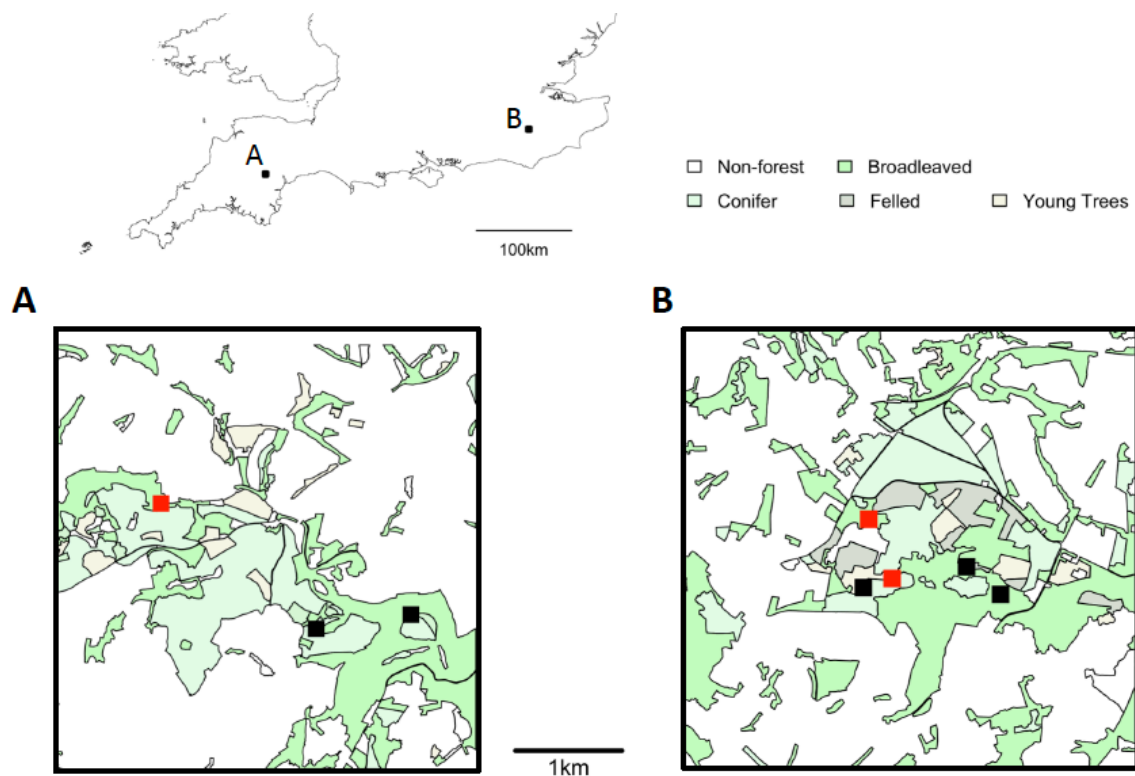 A
B
Non-forest Broadleaved
Conifer Felled Young Trees
100km
A
B
1km